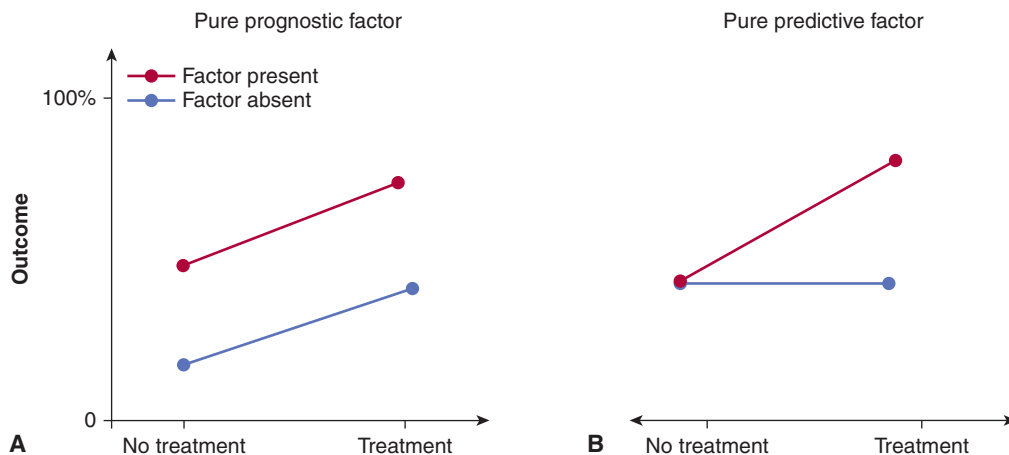 Pure prognostic factor
Pure predictive factor
Factor present
Factor absent
100%
Outcome
0
A
No treatment
Treatment
B
No treatment
Treatment